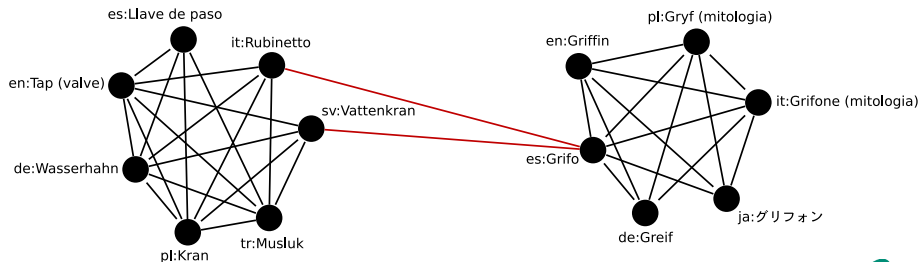 es:Llave de paso
it:Rubinetto
en:Tap (valve)
sv:Vattenkran
de:Wasserhahn
pl:Kran
tr:Musluk
pl:Gryf (mitologia)
en:Griffin
it:Grifone (mitologia)
es:Grifo
ja:グリフォン
de:Greif